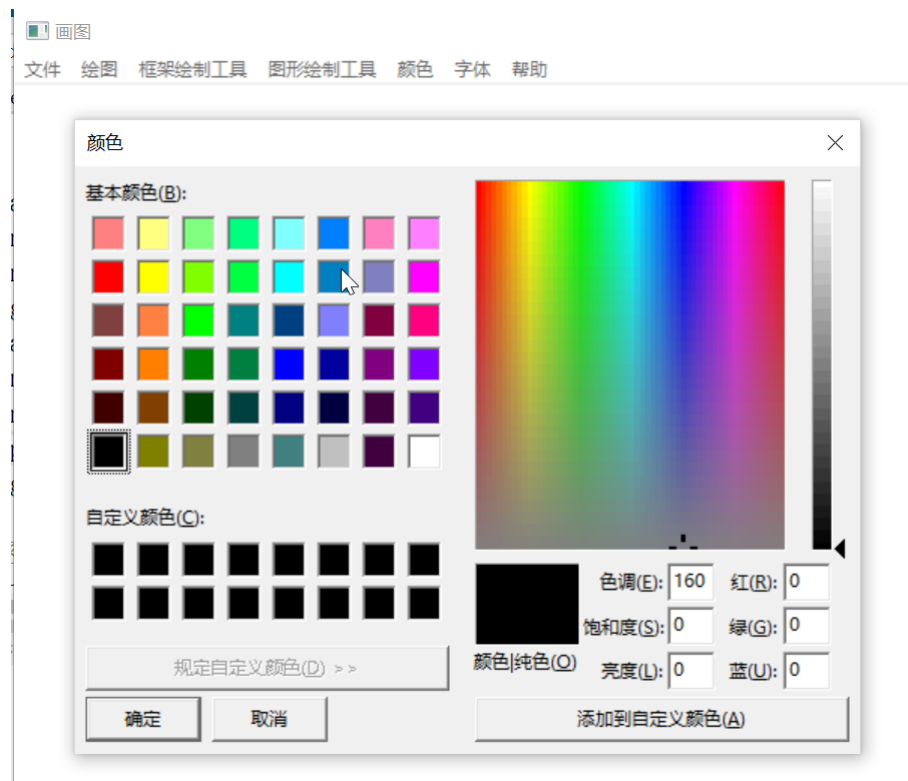 画图
文件 绘图 框架绘制工具 图形绘制工具 颜色 字体 帮助
颜色
基本颜色(B):
自定义颜色(C):
规定自定义颜色(D) >>
确定 取消
色调(E): 160 红(R): 0
饱和度(S): 0 绿(G): 0
颜色|纯色(O)
亮度(L): 0 蓝(U): 0
添加到自定义颜色(A)